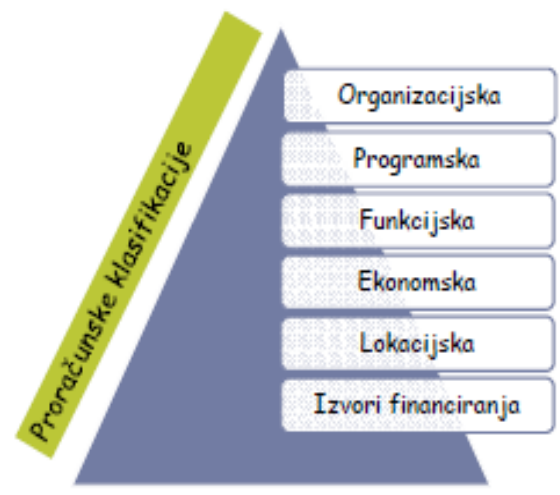 Proračunske klasifikacije
Organizacijska
Programska
Funkcijska
Ekonomska
Lokacijska
Izvori financiranja